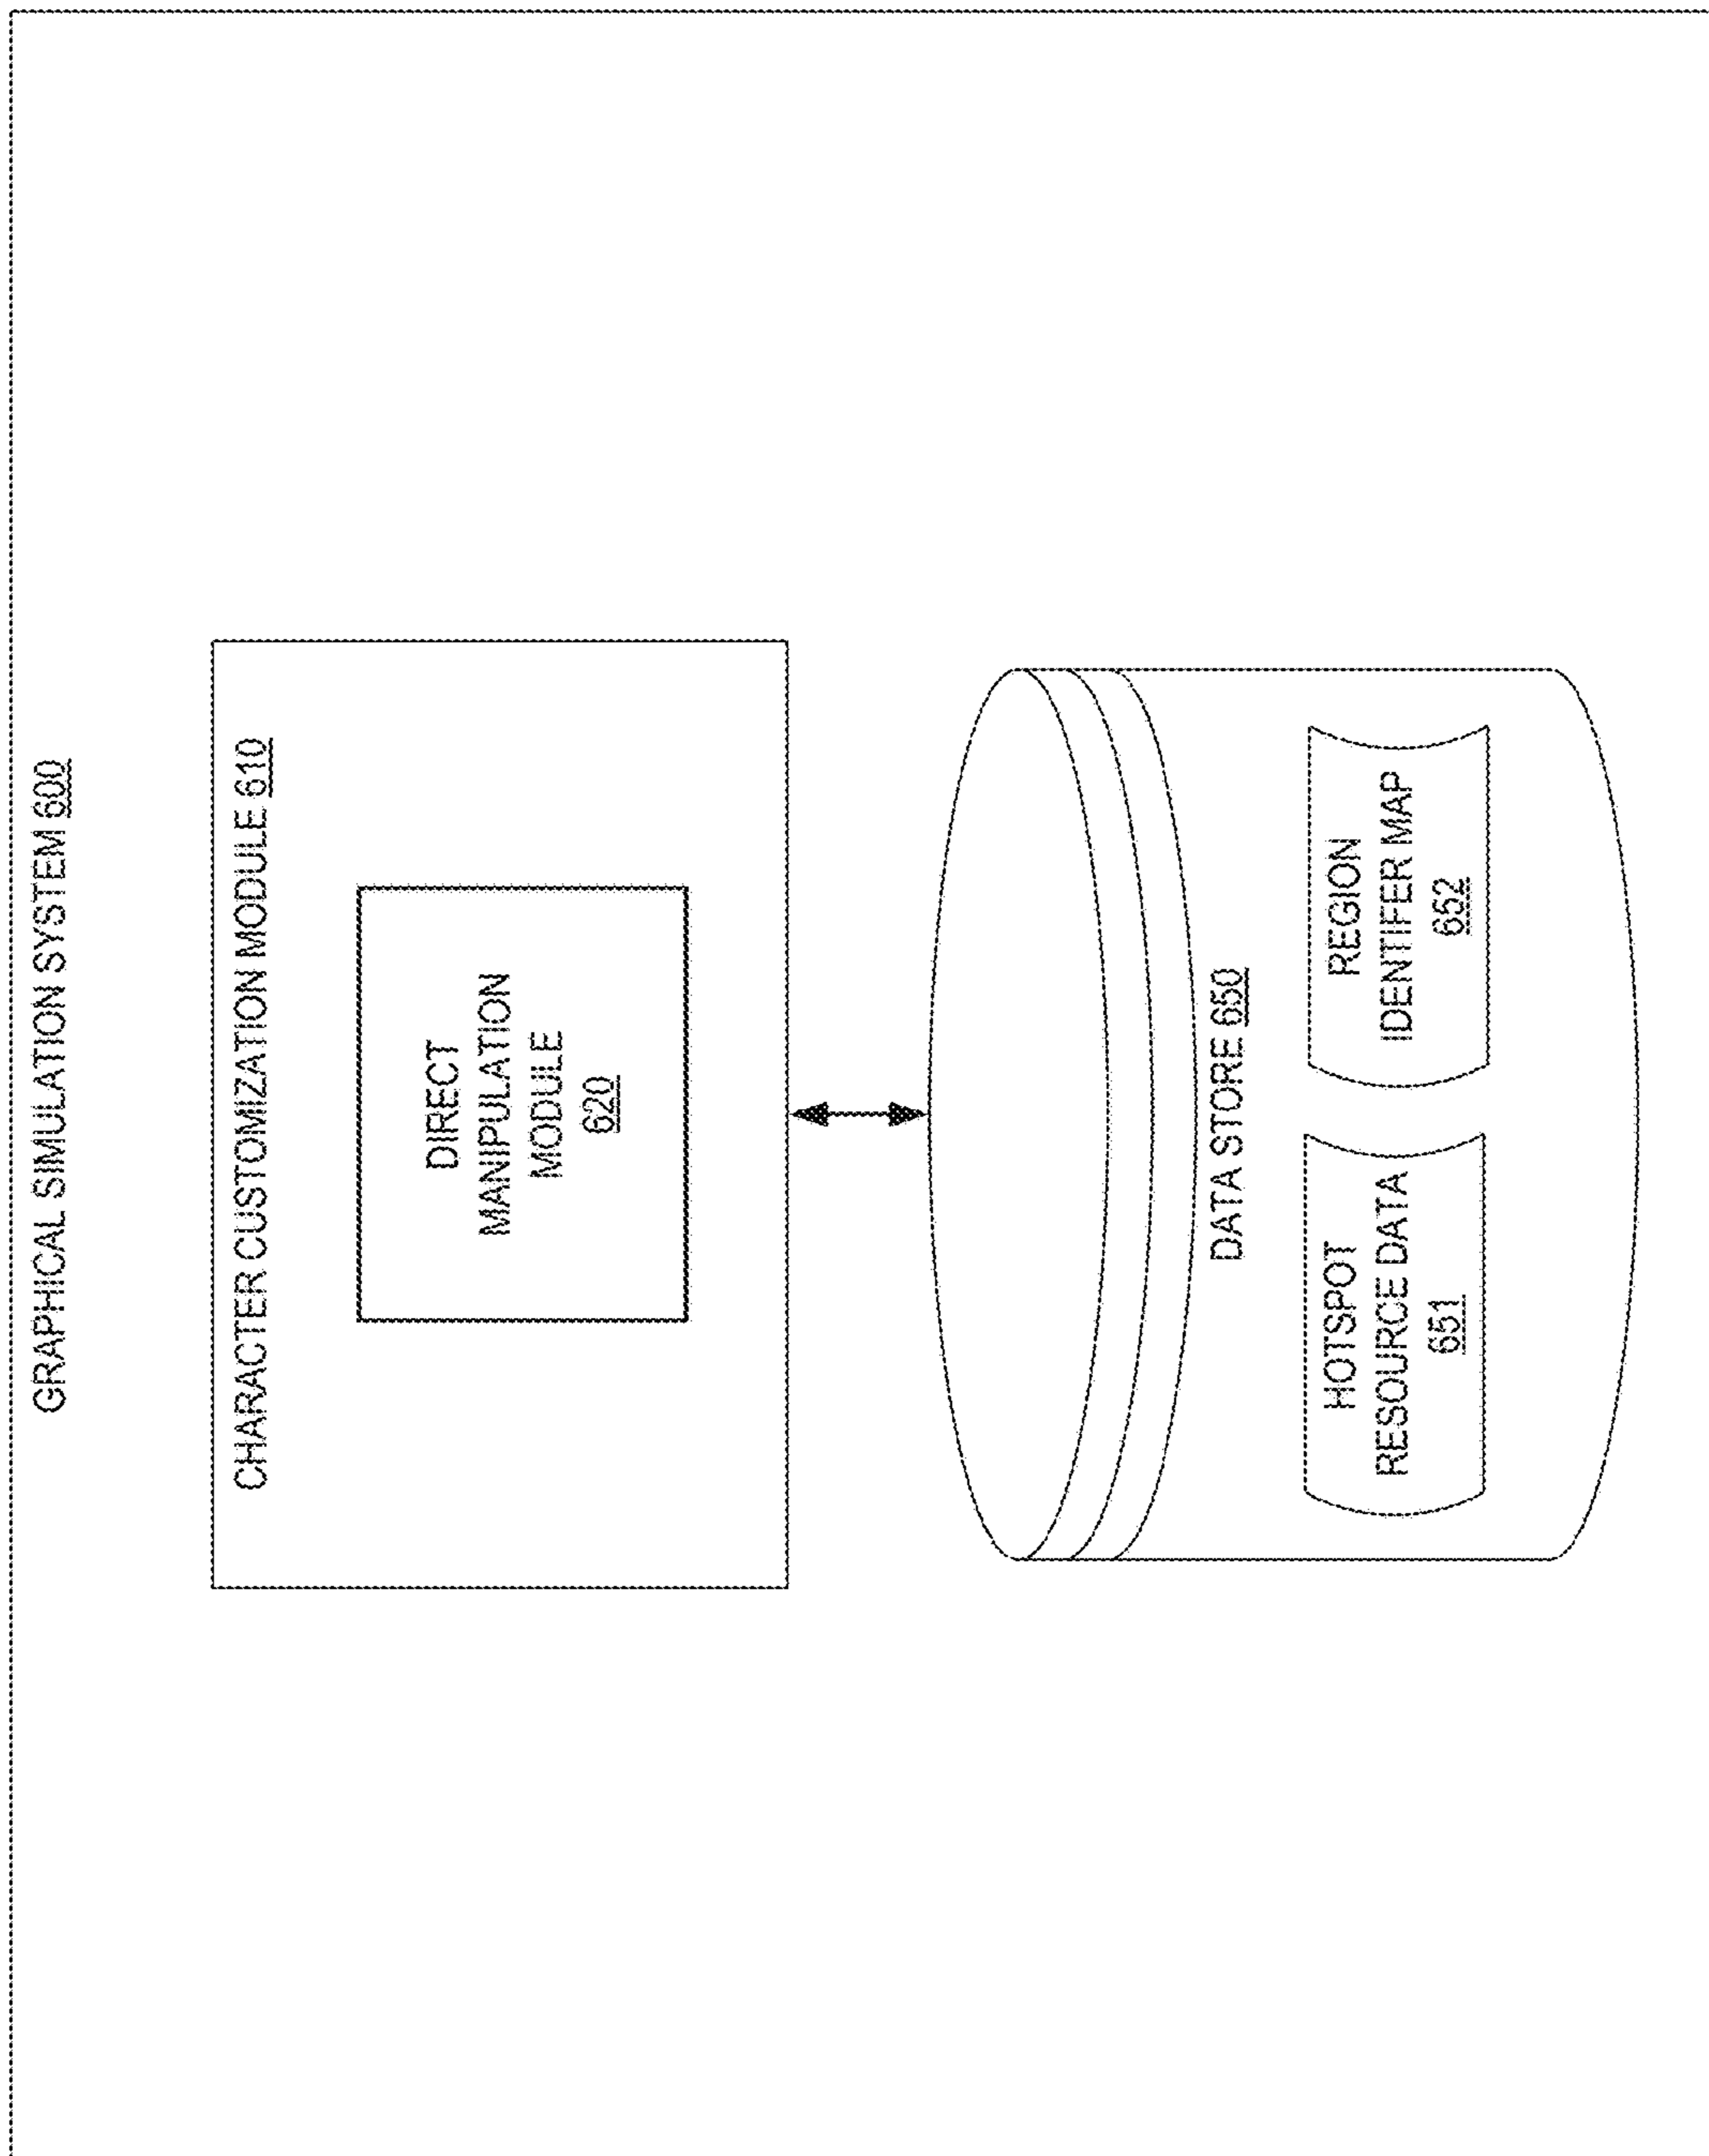 GRAPHICAL SIMULATION SYSTEM 600
CHARACTER CUSTOMIZATION MODULE 610
DIRECT
MANIPULATION
MODULE
620
DATA STORE 650
HOTSPOT
RESOURCE DATA
651
REGION
IDENTIFER MAP
652